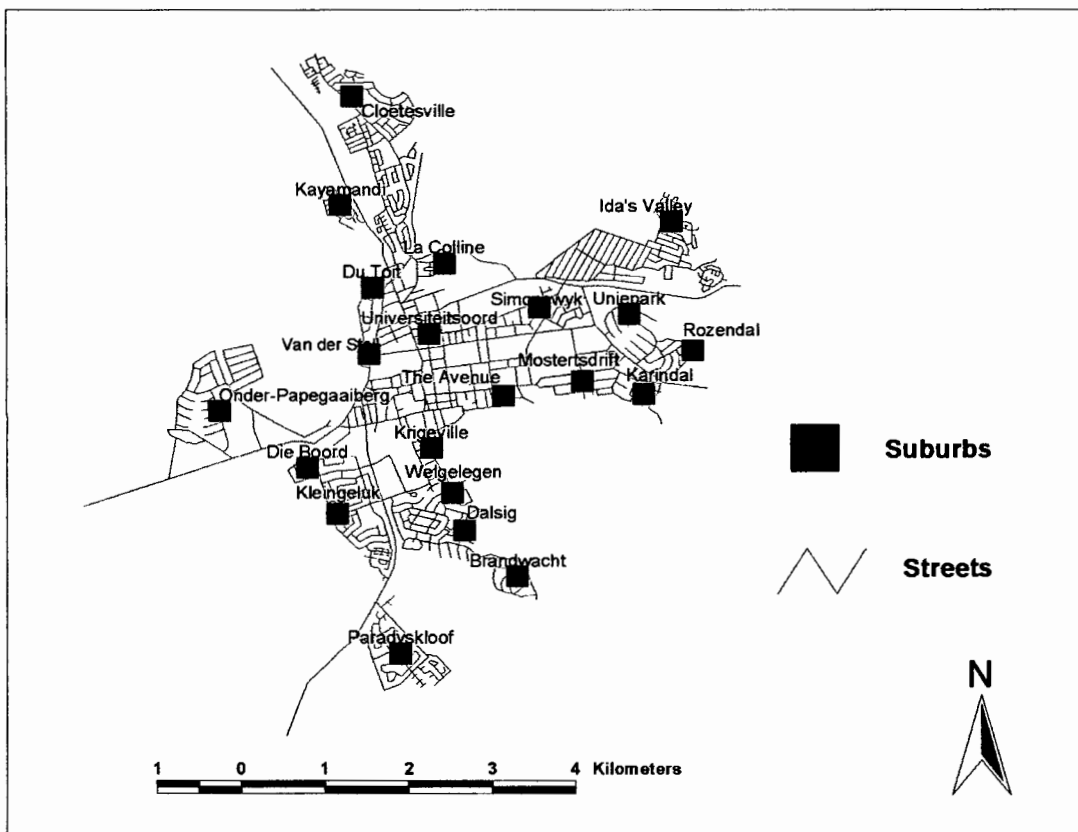 Cloetesville
Kayamandi
Ida's Valley
La Colline
Du Toit
Simonswyk
Uniepark
Universiteitsoord
Rozendal
Van der Stel
Mostertsdrift
The Avenue
Karindal
Onder-Papegaaiberg
Krigeville
Die Boord
Suburbs
Welgelegen
Kleingeluk
Dalsig
Brandwacht
Streets
Paradyskloof
N
1 0 1 2 3 4 Kilometers